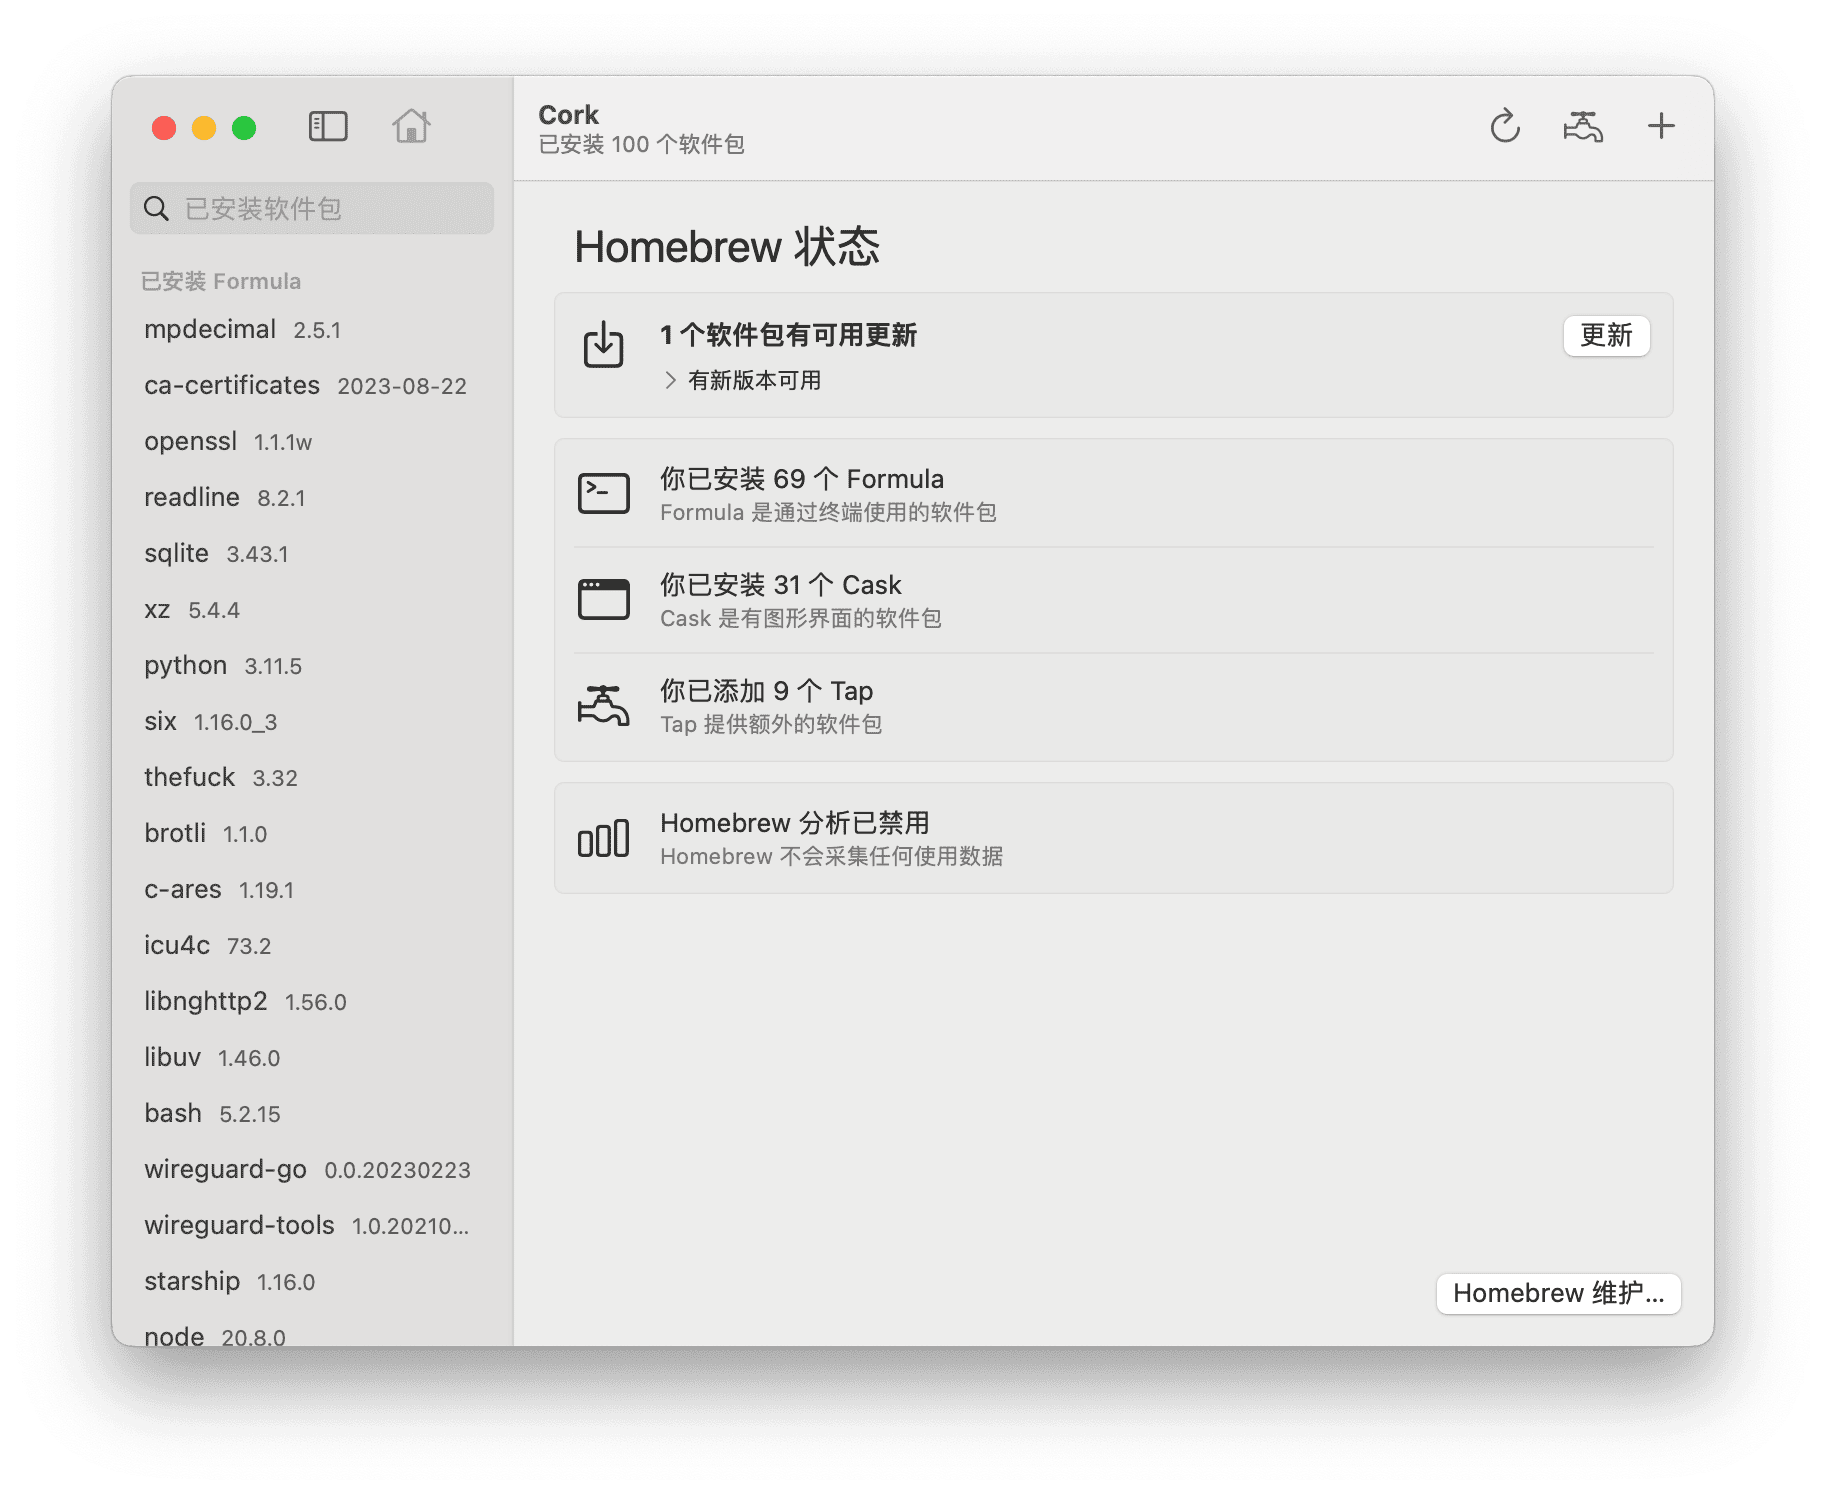 Cork
已安装 100 个软件包
已安装软件包
已安装 Formula
mpdecimal 2.5.1
ca-certificates 2023-08-22
openssl 1.1.1w
readline 8.2.1
sqlite 3.43.1
xz 5.4.4
python 3.11.5
six 1.16.0_3
thefuck 3.32
brotli 1.1.0
c-ares 1.19.1
icu4c 73.2
libnghttp2 1.56.0
libuv 1.46.0
bash 5.2.15
wireguard-go 0.0.20230223
wireguard-tools 1.0.20210...
starship 1.16.0
node 20.8.0
Homebrew 状态
1 个软件包有可用更新
更新
有新版本可用
你已安装 69 个 Formula
Formula 是通过终端使用的软件包
你已安装 31 个 Cask
Cask 是有图形界面的软件包
你已添加 9 个 Tap
Tap 提供额外的软件包
Homebrew 分析已禁用
Homebrew 不会采集任何使用数据
Homebrew 维护...